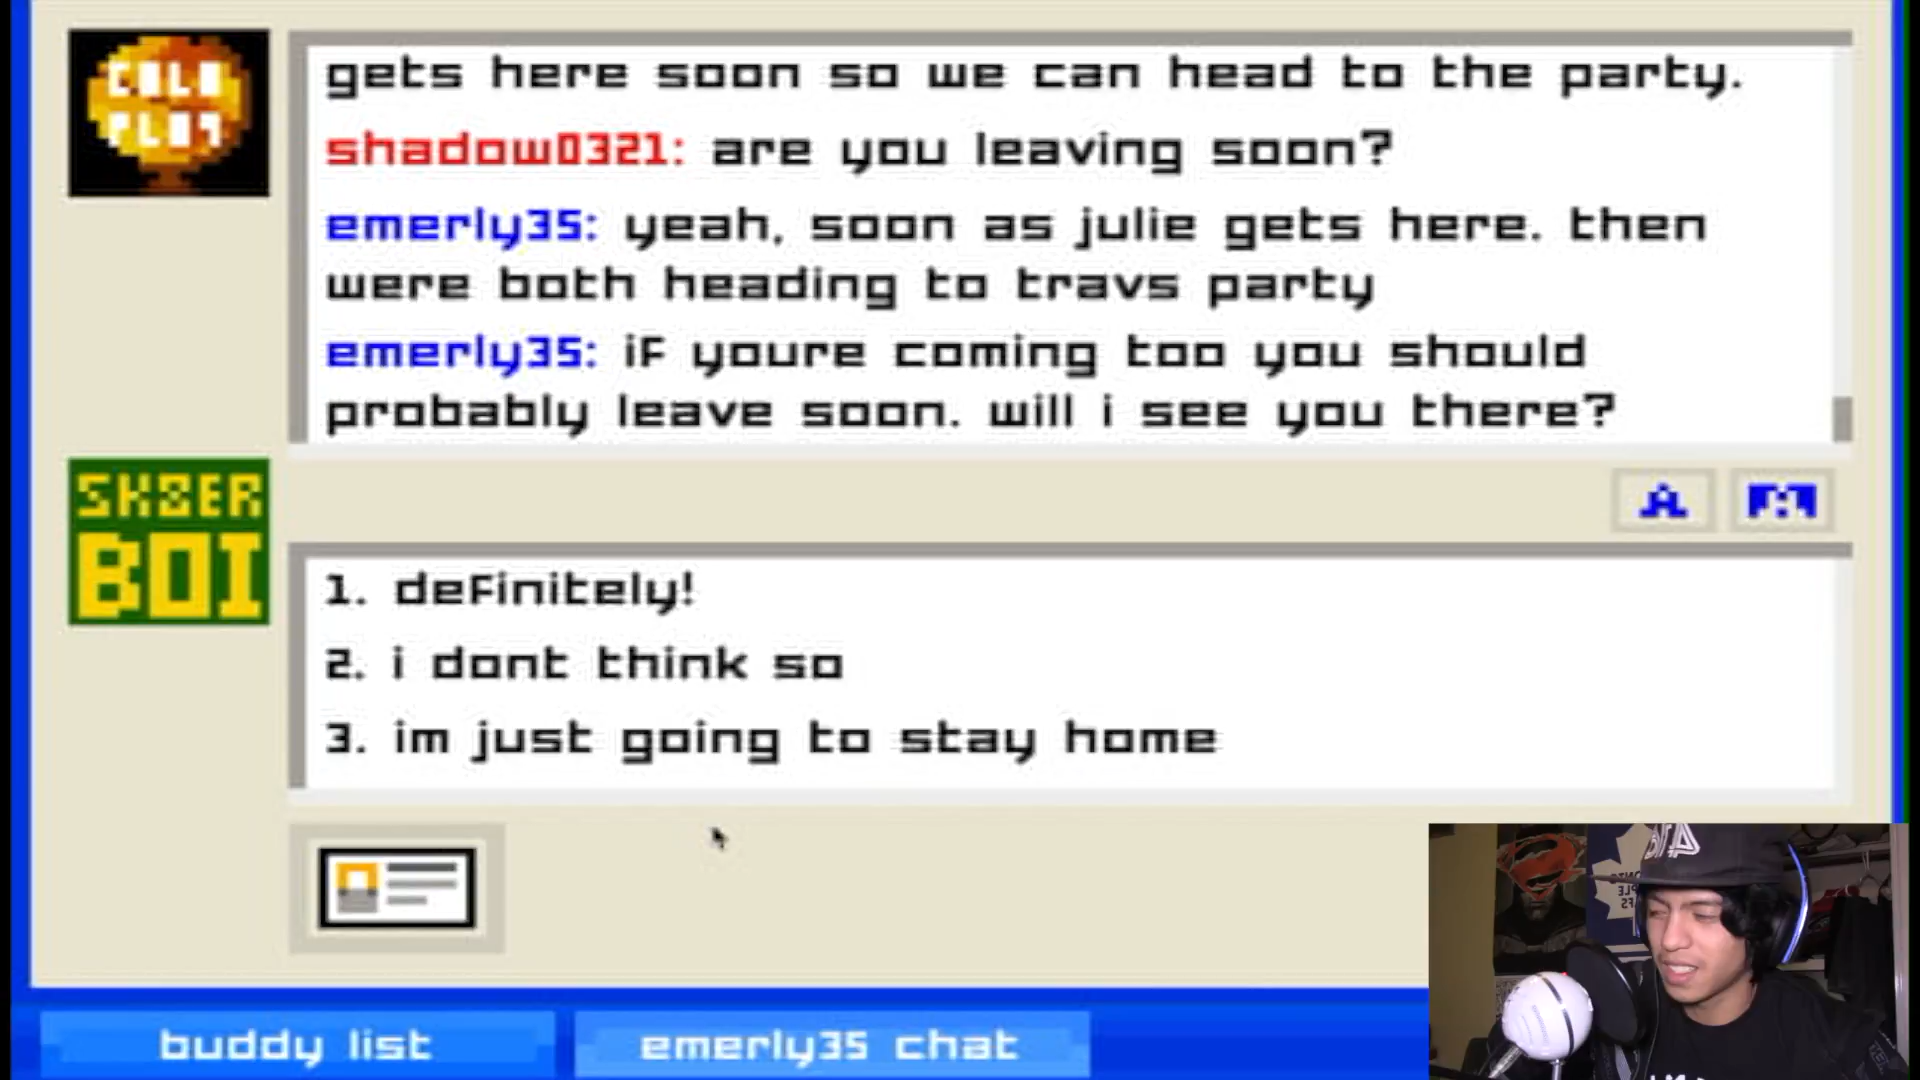 COLD
PLAY
gets here soon so we can head to the party.
shadow0321: are you leaving soon?
emerly35: yeah, soon as julie gets here. then
were both heading to travs party
emerly35: if youre coming too you should
probably leave soon. will i see you there?
SK8ER
BOI
A
1. definitely!
2. i dont think so
3. im just going to stay home
buddy list
emerly35 chat